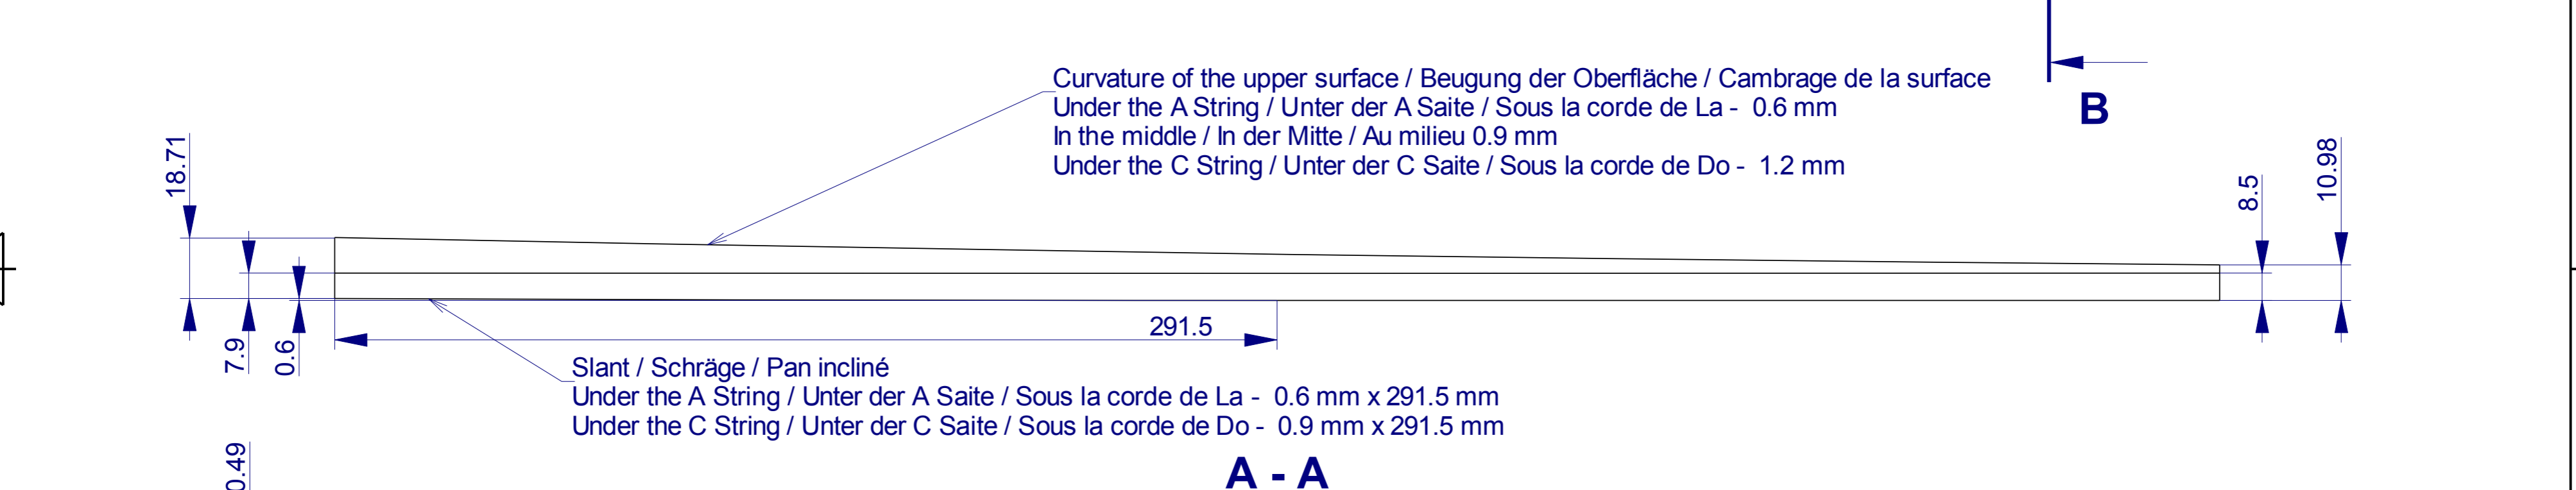 Curvature of the upper surface / Beugung der Oberfläche / Cambrage de la surface
Under the A String / Unter der A Saite / Sous la corde de La - 0.6 mm
In the middle / In der Mitte / Au milieu 0.9 mm
Under the C String / Unter der C Saite / Sous la corde de Do - 1.2 mm
B
18.71
8.5
10.98
7.9
0.6
291.5
Slant / Schräge / Pan incliné
Under the A String / Unter der A Saite / Sous la corde de La - 0.6 mm x 291.5 mm
Under the C String / Unter der C Saite / Sous la corde de Do - 0.9 mm x 291.5 mm
A - A